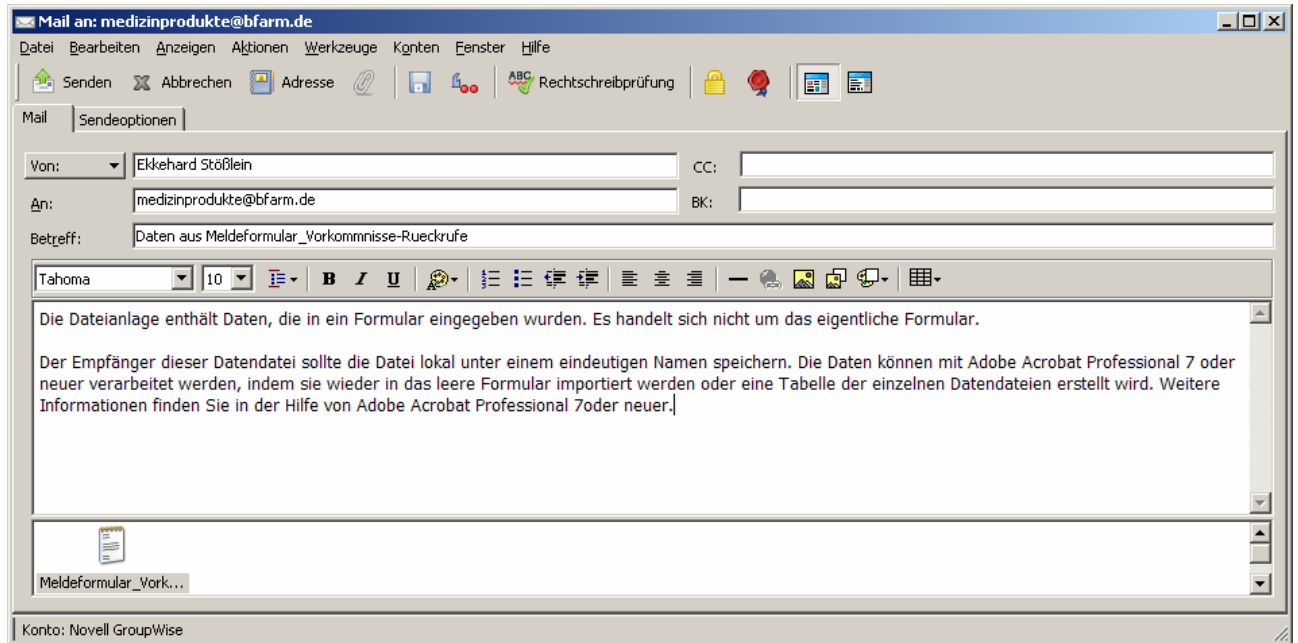 Mail an: medizinprodukte@bfarm.de
Datei Bearbeiten Anzeigen Aktionen Werkzeuge Konten Fenster Hilfe
Senden Abbrechen Adresse ABC Rechtschreibprüfung
Mail Sendeoptionen
Von: Ekkehard Stößlein CC:
An: medizinprodukte@bfarm.de BK:
Betreff: Daten aus Meldeformular_Vorkommnisse-Rueckrufe
Tahoma 10 B I U
Die Dateianlage enthält Daten, die in ein Formular eingegeben wurden. Es handelt sich nicht um das eigentliche Formular.
Der Empfänger dieser Datendatei sollte die Datei lokal unter einem eindeutigen Namen speichern. Die Daten können mit Adobe Acrobat Professional 7 oder
neuer verarbeitet werden, indem sie wieder in das leere Formular importiert werden oder eine Tabelle der einzelnen Datendateien erstellt wird. Weitere
Informationen finden Sie in der Hilfe von Adobe Acrobat Professional 7oder neuer.
Meldeformular_Vork...
Konto: Novell GroupWise